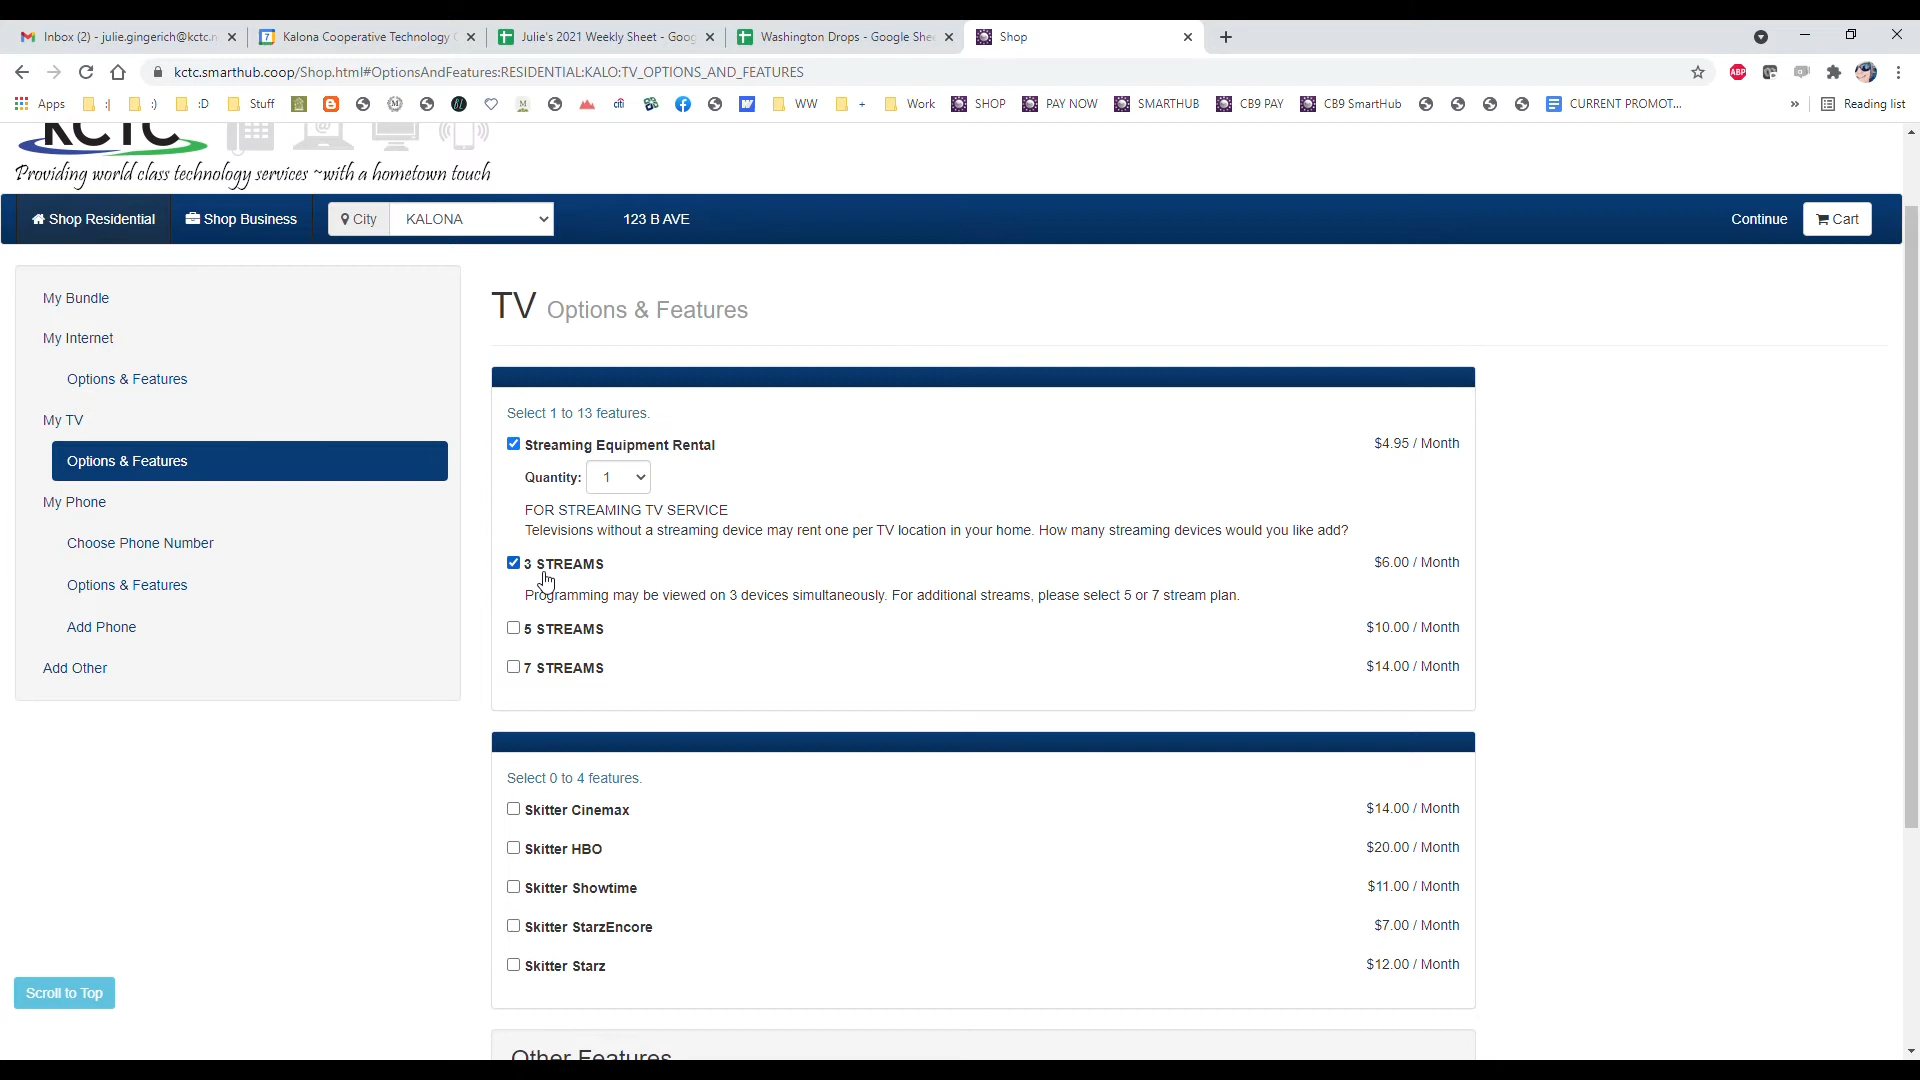 Inbox (2) - julie.gingerich@kctc.n
Kalona Cooperative Technology C
Julie's 2021 Weekly Sheet - Goog
Washington Drops - Google Shee
Shop
kctc.smarthub.coop/Shop.html#OptionsAndFeatures:RESIDENTIAL:KALO:TV_OPTIONS_AND_FEATURES
Apps :| :) :D Stuff WW + Work SHOP PAY NOW SMARTHUB CB9 PAY CB9 SmartHub CURRENT PROMOT... » Reading list
KCTC
Providing world class technology services ~with a hometown touch
Shop Residential Shop Business City KALONA 123 B AVE Continue Cart
My Bundle
My Internet
Options & Features
My TV
Options & Features
My Phone
Choose Phone Number
Options & Features
Add Phone
Add Other
Scroll to Top
TV Options & Features
Select 1 to 13 features.
Streaming Equipment Rental $4.95 / Month
Quantity: 1
FOR STREAMING TV SERVICE
Televisions without a streaming device may rent one per TV location in your home. How many streaming devices would you like add?
3 STREAMS $6.00 / Month
Programming may be viewed on 3 devices simultaneously. For additional streams, please select 5 or 7 stream plan.
5 STREAMS $10.00 / Month
7 STREAMS $14.00 / Month
Select 0 to 4 features.
Skitter Cinemax $14.00 / Month
Skitter HBO $20.00 / Month
Skitter Showtime $11.00 / Month
Skitter StarzEncore $7.00 / Month
Skitter Starz $12.00 / Month
Other Features